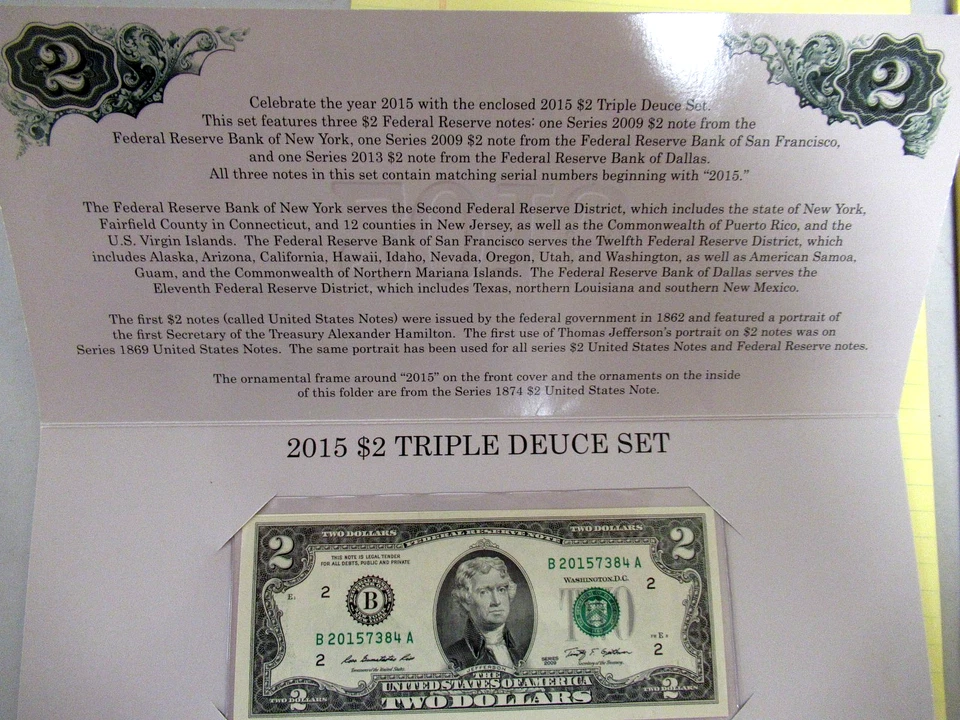 2 2
Celebrate the year 2015 with the enclosed 2015 $2 Triple Deuce Set.
This set features three $2 Federal Reserve notes: one Series 2009 $2 note from the
Federal Reserve Bank of New York, one Series 2009 $2 note from the Federal Reserve Bank of San Francisco,
and one Series 2013 $2 note from the Federal Reserve Bank of Dallas.
All three notes in this set contain matching serial numbers beginning with “2015.”
The Federal Reserve Bank of New York serves the Second Federal Reserve District, which includes the state of New York,
Fairfield County in Connecticut, and 12 counties in New Jersey, as well as the Commonwealth of Puerto Rico, and the
U.S. Virgin Islands. The Federal Reserve Bank of San Francisco serves the Twelfth Federal Reserve District, which
includes Alaska, Arizona, California, Hawaii, Idaho, Nevada, Oregon, Utah, and Washington, as well as American Samoa,
Guam, and the Commonwealth of Northern Mariana Islands. The Federal Reserve Bank of Dallas serves the
Eleventh Federal Reserve District, which includes Texas, northern Louisiana and southern New Mexico.
The first $2 notes (called United States Notes) were issued by the federal government in 1862 and featured a portrait of
the first Secretary of the Treasury Alexander Hamilton. The first use of Thomas Jefferson’s portrait on $2 notes was on
Series 1869 United States Notes. The same portrait has been used for all series $2 United States Notes and Federal Reserve notes.
The ornamental frame around “2015” on the front cover and the ornaments on the inside
of this folder are from the Series 1874 $2 United States Note.
2015 $2 TRIPLE DEUCE SET
TWO DOLLARS FEDERAL RESERVE NOTE TWO DOLLARS
2 2
THIS NOTE IS LEGAL TENDER
FOR ALL DEBTS, PUBLIC AND PRIVATE
B 20157384 A
WASHINGTON, D.C.
2 2
B
TWO
B 20157384 A
2 2
Treasurer of the United States.
SERIES
2009
Secretary of the Treasury.
JEFFERSON
THE
UNITED STATES OF AMERICA
2 2
TWO DOLLARS TWO DOLLARS TWO DOLLARS